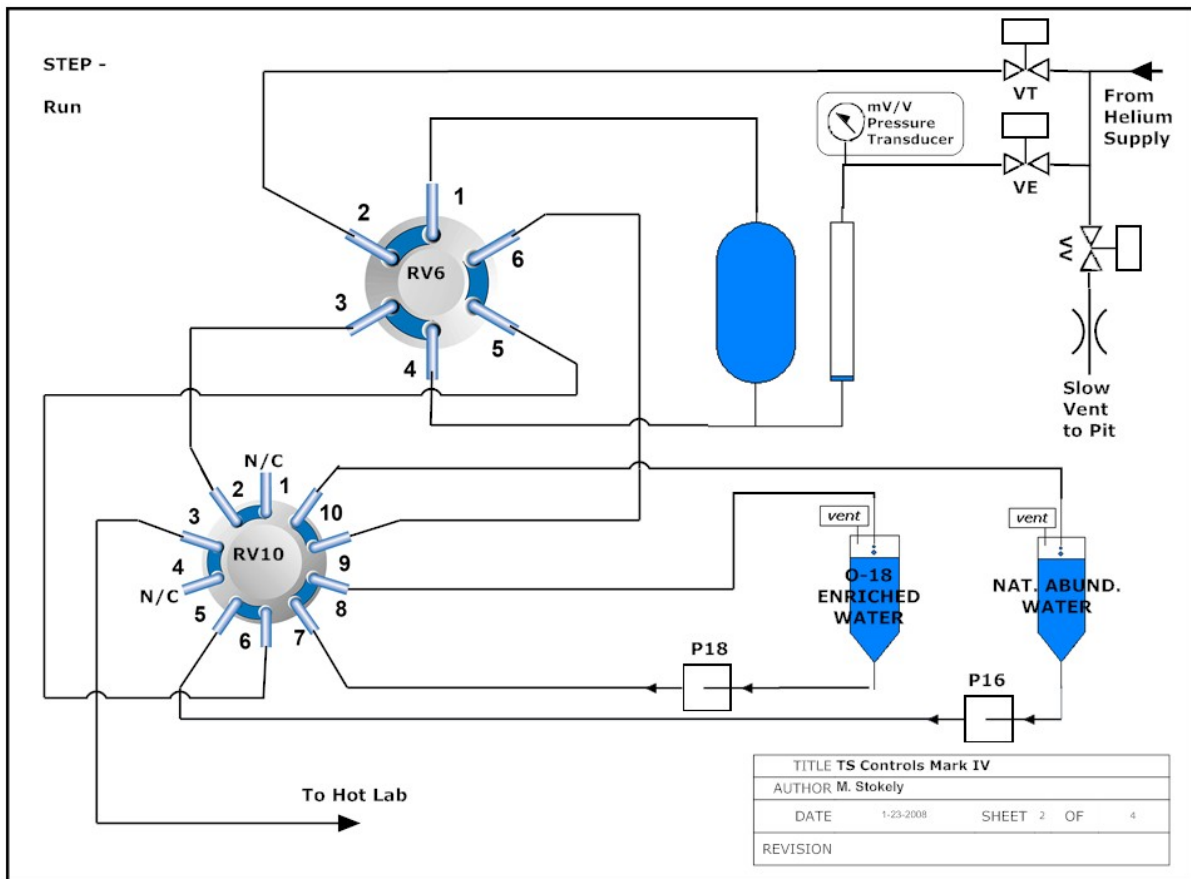 STEP -
Run
VT
From
Helium
Supply
mV/V
Pressure
Transducer
VE
VV
Slow
Vent
to Pit
1
2
6
RV6
3
5
4
N/C
1
2
10
3
RV10
9
4
8
N/C
5
6
7
vent
O-18
ENRICHED
WATER
vent
NAT. ABUND.
WATER
P18
P16
To Hot Lab
TITLE TS Controls Mark IV
AUTHOR M. Stokely
DATE 1-23-2008 SHEET 2 OF 4
REVISION